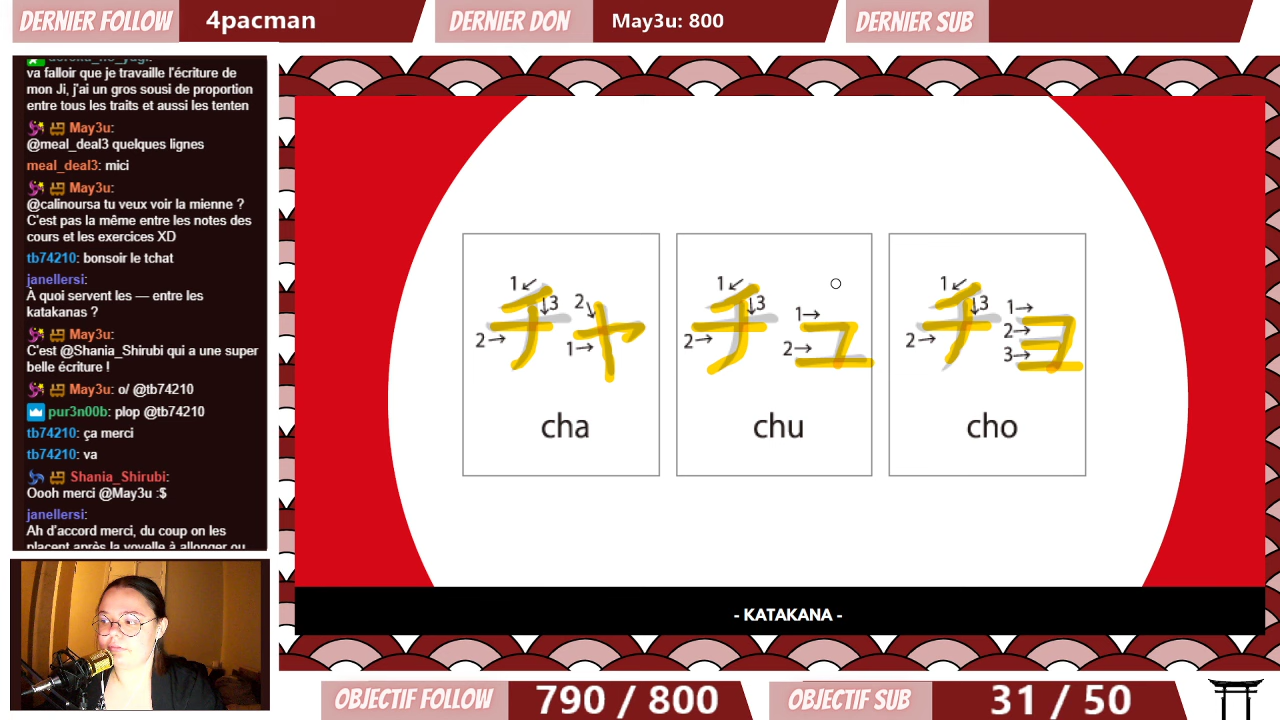 DERNIER FOLLOW
4pacman
DERNIER DON
May3u: 800
DERNIER SUB
va falloir que je travaille l'écriture de
mon Ji, j'ai un gros sousi de proportion
entre tous les traits et aussi les tenten
May3u:
@meal_deal3 quelques lignes
meal_deal3: mici
May3u:
@calinoursa tu veux voir la mienne ?
C'est pas la même entre les notes des
cours et les exercices XD
tb74210: bonsoir le tchat
janellersi:
À quoi servent les — entre les
katakanas ?
May3u:
C'est @Shania_Shirubi qui a une super
belle écriture !
May3u: o/ @tb74210
pur3n00b: plop @tb74210
tb74210: ça merci
tb74210: va
Shania_Shirubi:
Oooh merci @May3u :$
janellersi:
Ah d'accord merci, du coup on les
placent après la voyelle à allonger ou
1 2 3 チ 1 2 ャ
cha
1 2 3 チ 1 2 ュ
chu
1 2 3 チ 1 2 3 ョ
cho
- KATAKANA -
OBJECTIF FOLLOW
790 / 800
OBJECTIF SUB
31 / 50